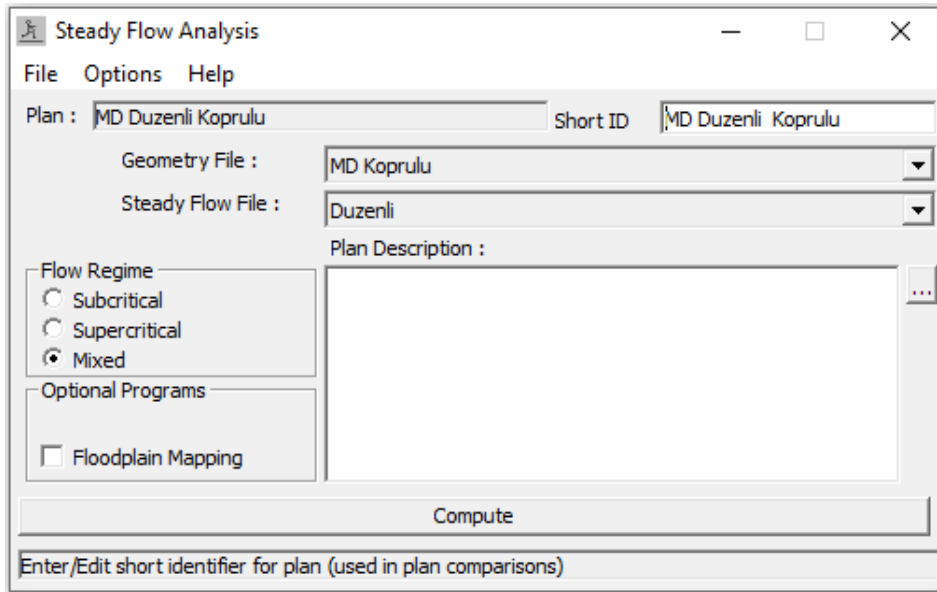 Steady Flow Analysis
File Options Help
Plan : MD Duzenli Koprulu Short ID MD Duzenli Koprulu
Geometry File : MD Koprulu
Steady Flow File : Duzenli
Plan Description :
Flow Regime
Subcritical
Supercritical
Mixed
...
Optional Programs
Floodplain Mapping
Compute
Enter/Edit short identifier for plan (used in plan comparisons)